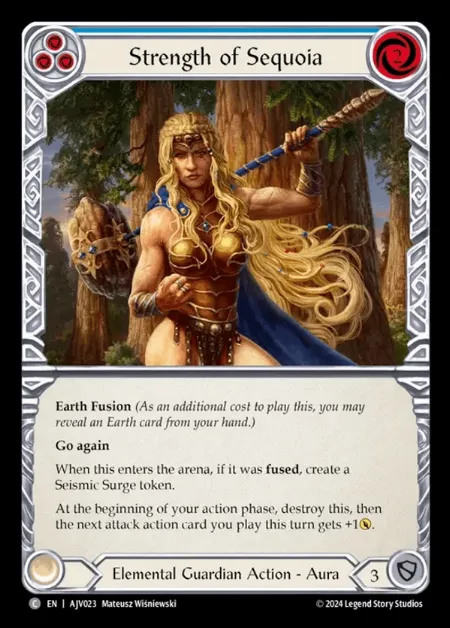 Strength of Sequoia
2
Earth Fusion (As an additional cost to play this, you may
reveal an Earth card from your hand.)
Go again
When this enters the arena, if it was fused, create a
Seismic Surge token.
At the beginning of your action phase, destroy this, then
the next attack action card you play this turn gets +1.
Elemental Guardian Action - Aura
3
C EN | AJV023 Mateusz Wiśniewski
© 2024 Legend Story Studios